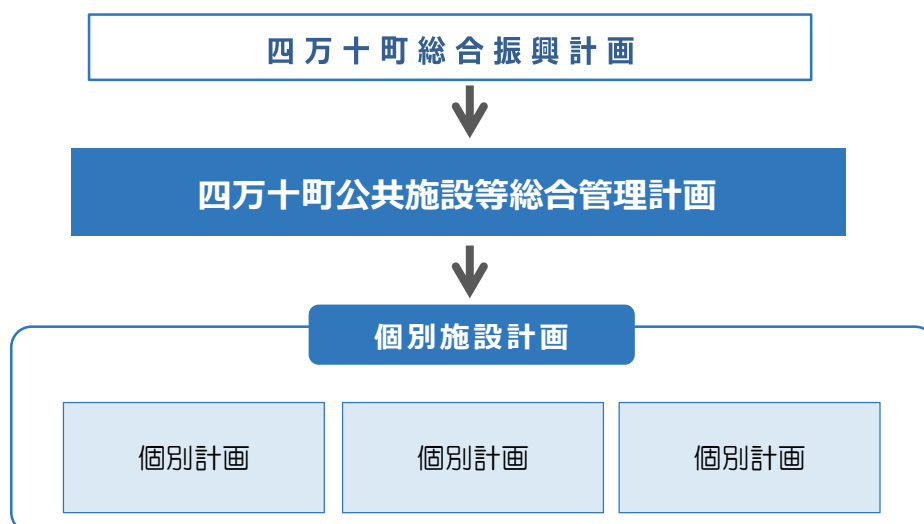 四万十町総合振興計画
四万十町公共施設等総合管理計画
個別施設計画
個別計画
個別計画
個別計画